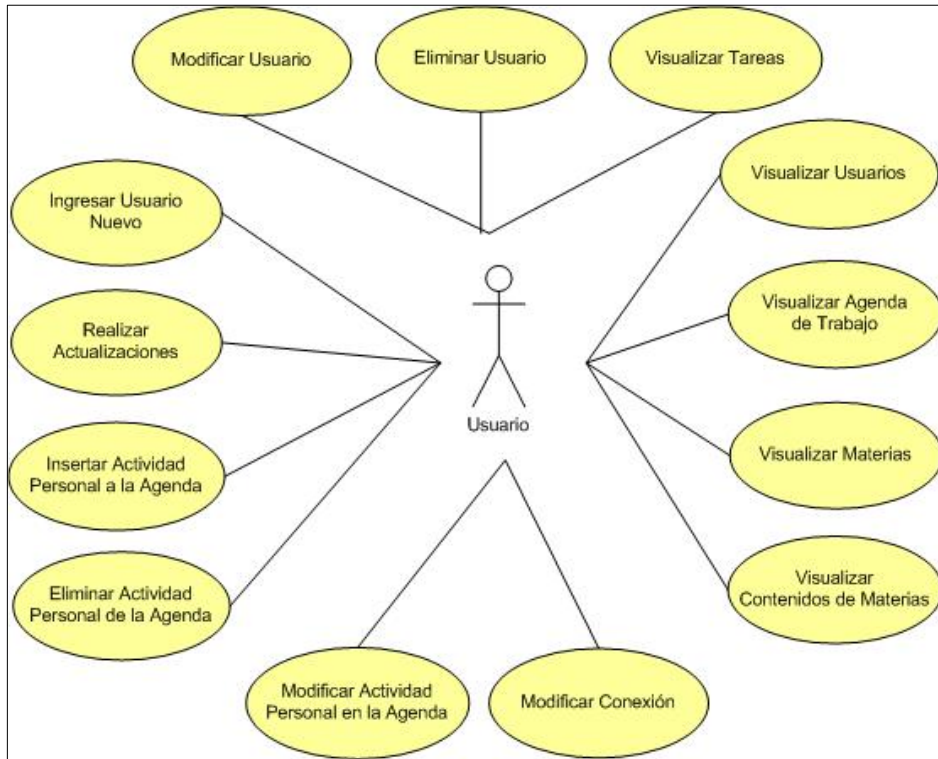 Modificar Usuario
Eliminar Usuario
Visualizar Tareas
Ingresar Usuario
Nuevo
Visualizar Usuarios
Realizar
Actualizaciones
Visualizar Agenda
de Trabajo
Usuario
Insertar Actividad
Personal a la Agenda
Visualizar Materias
Eliminar Actividad
Personal de la Agenda
Visualizar
Contenidos de Materias
Modificar Actividad
Personal en la Agenda
Modificar Conexión